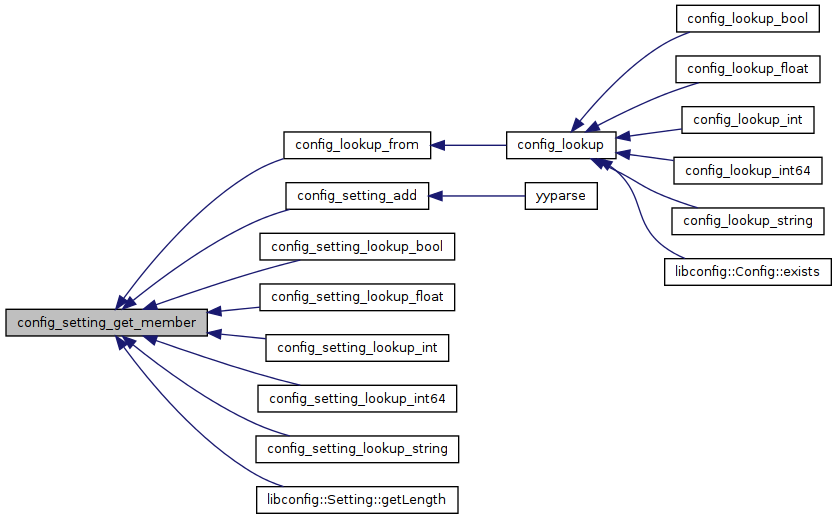 config_lookup_bool
config_lookup_float
config_lookup_int
config_lookup_from
config_lookup
config_lookup_int64
config_setting_add
yyparse
config_lookup_string
config_setting_lookup_bool
libconfig::Config::exists
config_setting_lookup_float
config_setting_get_member
config_setting_lookup_int
config_setting_lookup_int64
config_setting_lookup_string
libconfig::Setting::getLength